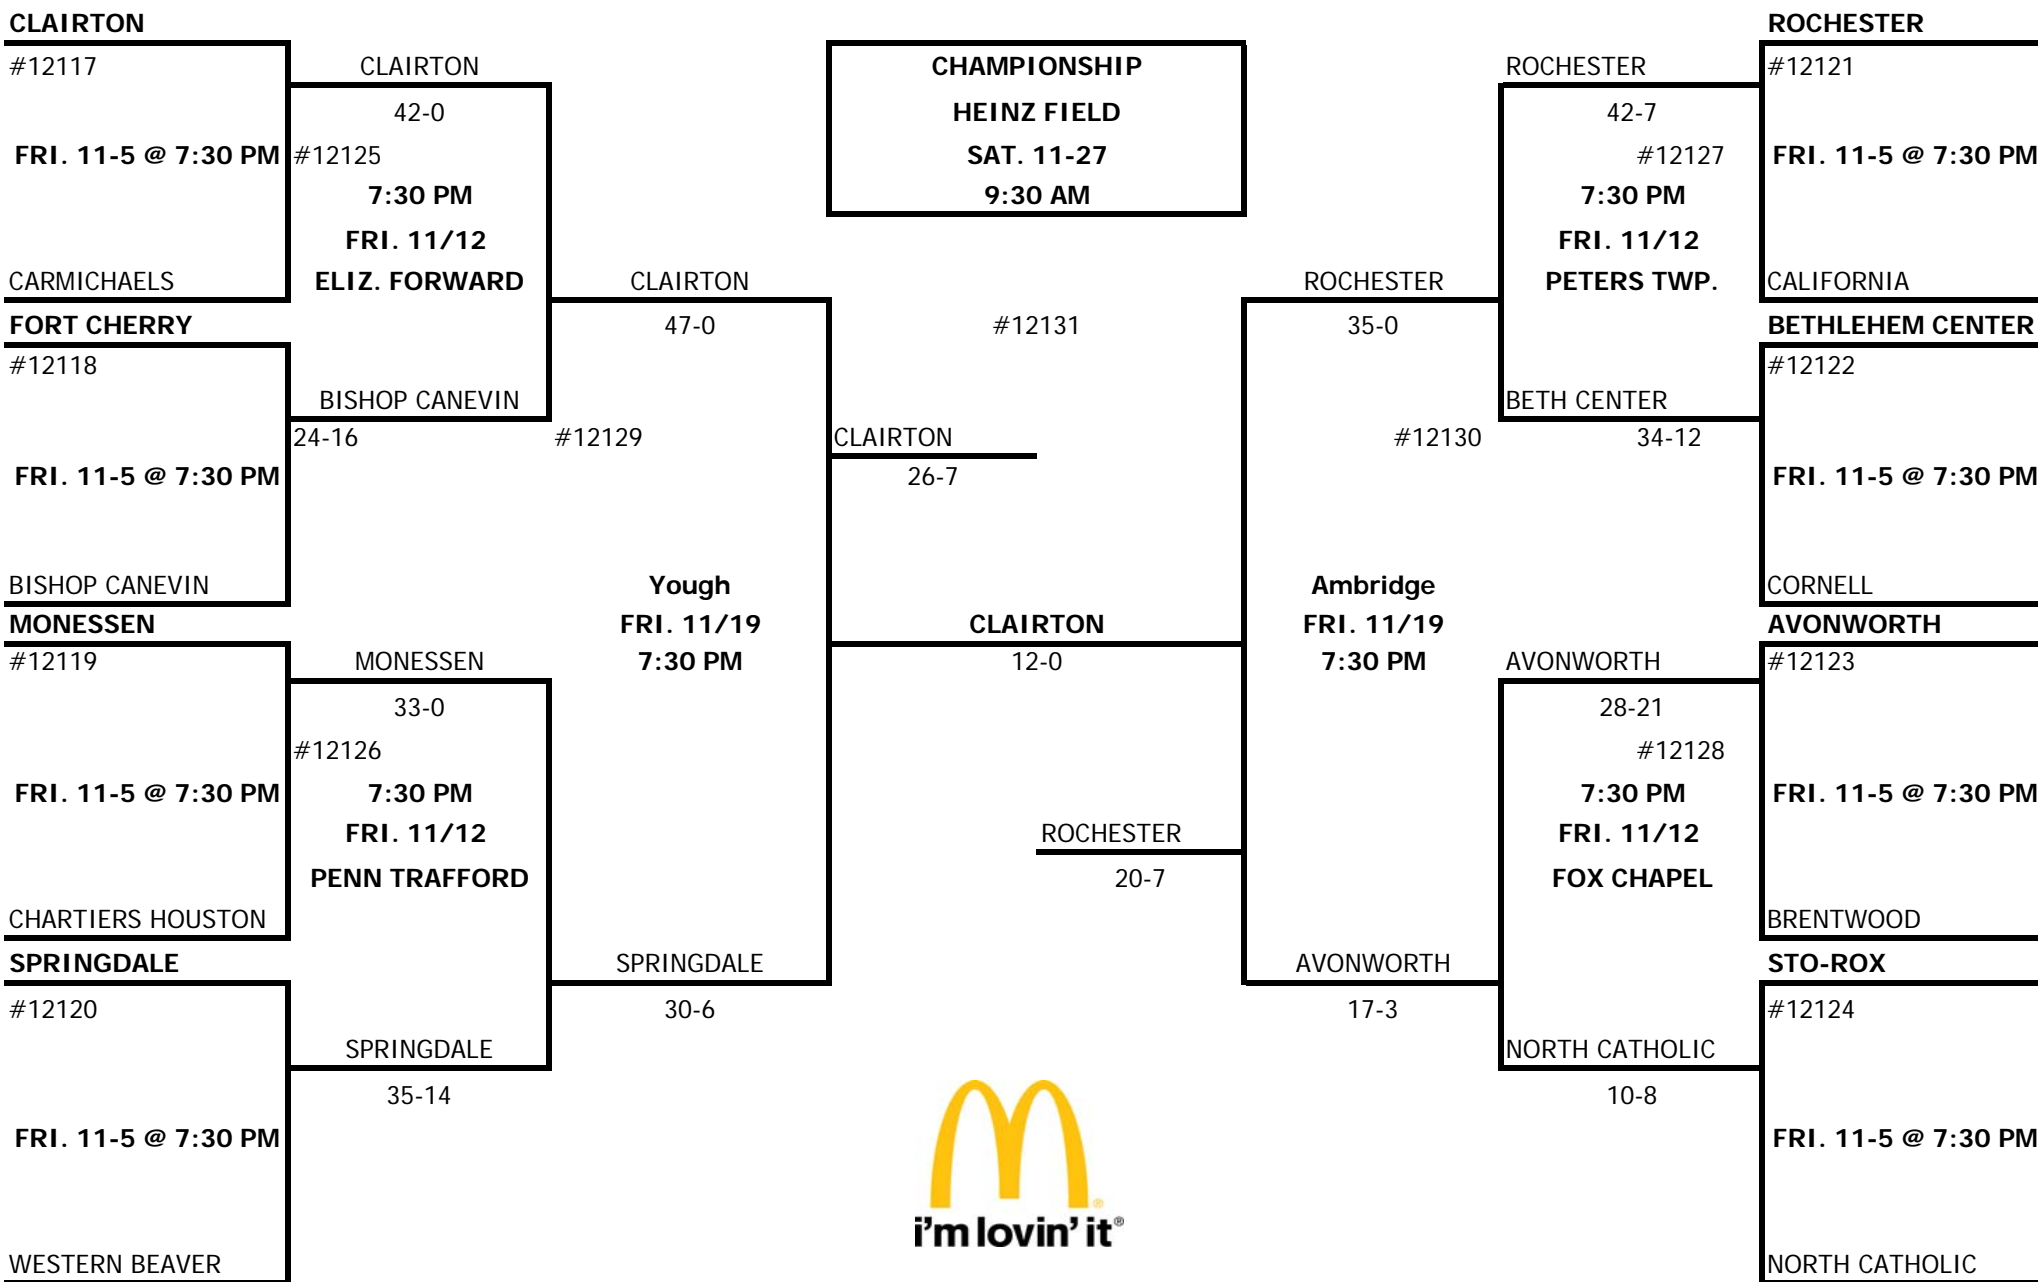 CLAIRTON
#12117
FRI. 11-5 @ 7:30 PM
CARMICHAELS
FORT CHERRY
#12118
FRI. 11-5 @ 7:30 PM
BISHOP CANEVIN
MONESSEN
#12119
FRI. 11-5 @ 7:30 PM
CHARTIERS HOUSTON
SPRINGDALE
#12120
FRI. 11-5 @ 7:30 PM
WESTERN BEAVER
CLAIRTON
42-0
#12125
7:30 PM
FRI. 11/12
ELIZ. FORWARD
BISHOP CANEVIN
24-16
MONESSEN
33-0
#12126
7:30 PM
FRI. 11/12
PENN TRAFFORD
SPRINGDALE
35-14
CLAIRTON
47-0
#12129
Yough
FRI. 11/19
7:30 PM
SPRINGDALE
30-6
CHAMPIONSHIP
HEINZ FIELD
SAT. 11-27
9:30 AM
#12131
CLAIRTON
26-7
CLAIRTON
12-0
ROCHESTER
20-7
i'm lovin' it®
ROCHESTER
35-0
#12130
Ambridge
FRI. 11/19
7:30 PM
AVONWORTH
17-3
ROCHESTER
42-7
#12127
7:30 PM
FRI. 11/12
PETERS TWP.
BETH CENTER
34-12
AVONWORTH
28-21
#12128
7:30 PM
FRI. 11/12
FOX CHAPEL
NORTH CATHOLIC
10-8
ROCHESTER
#12121
FRI. 11-5 @ 7:30 PM
CALIFORNIA
BETHLEHEM CENTER
#12122
FRI. 11-5 @ 7:30 PM
CORNELL
AVONWORTH
#12123
FRI. 11-5 @ 7:30 PM
BRENTWOOD
STO-ROX
#12124
FRI. 11-5 @ 7:30 PM
NORTH CATHOLIC